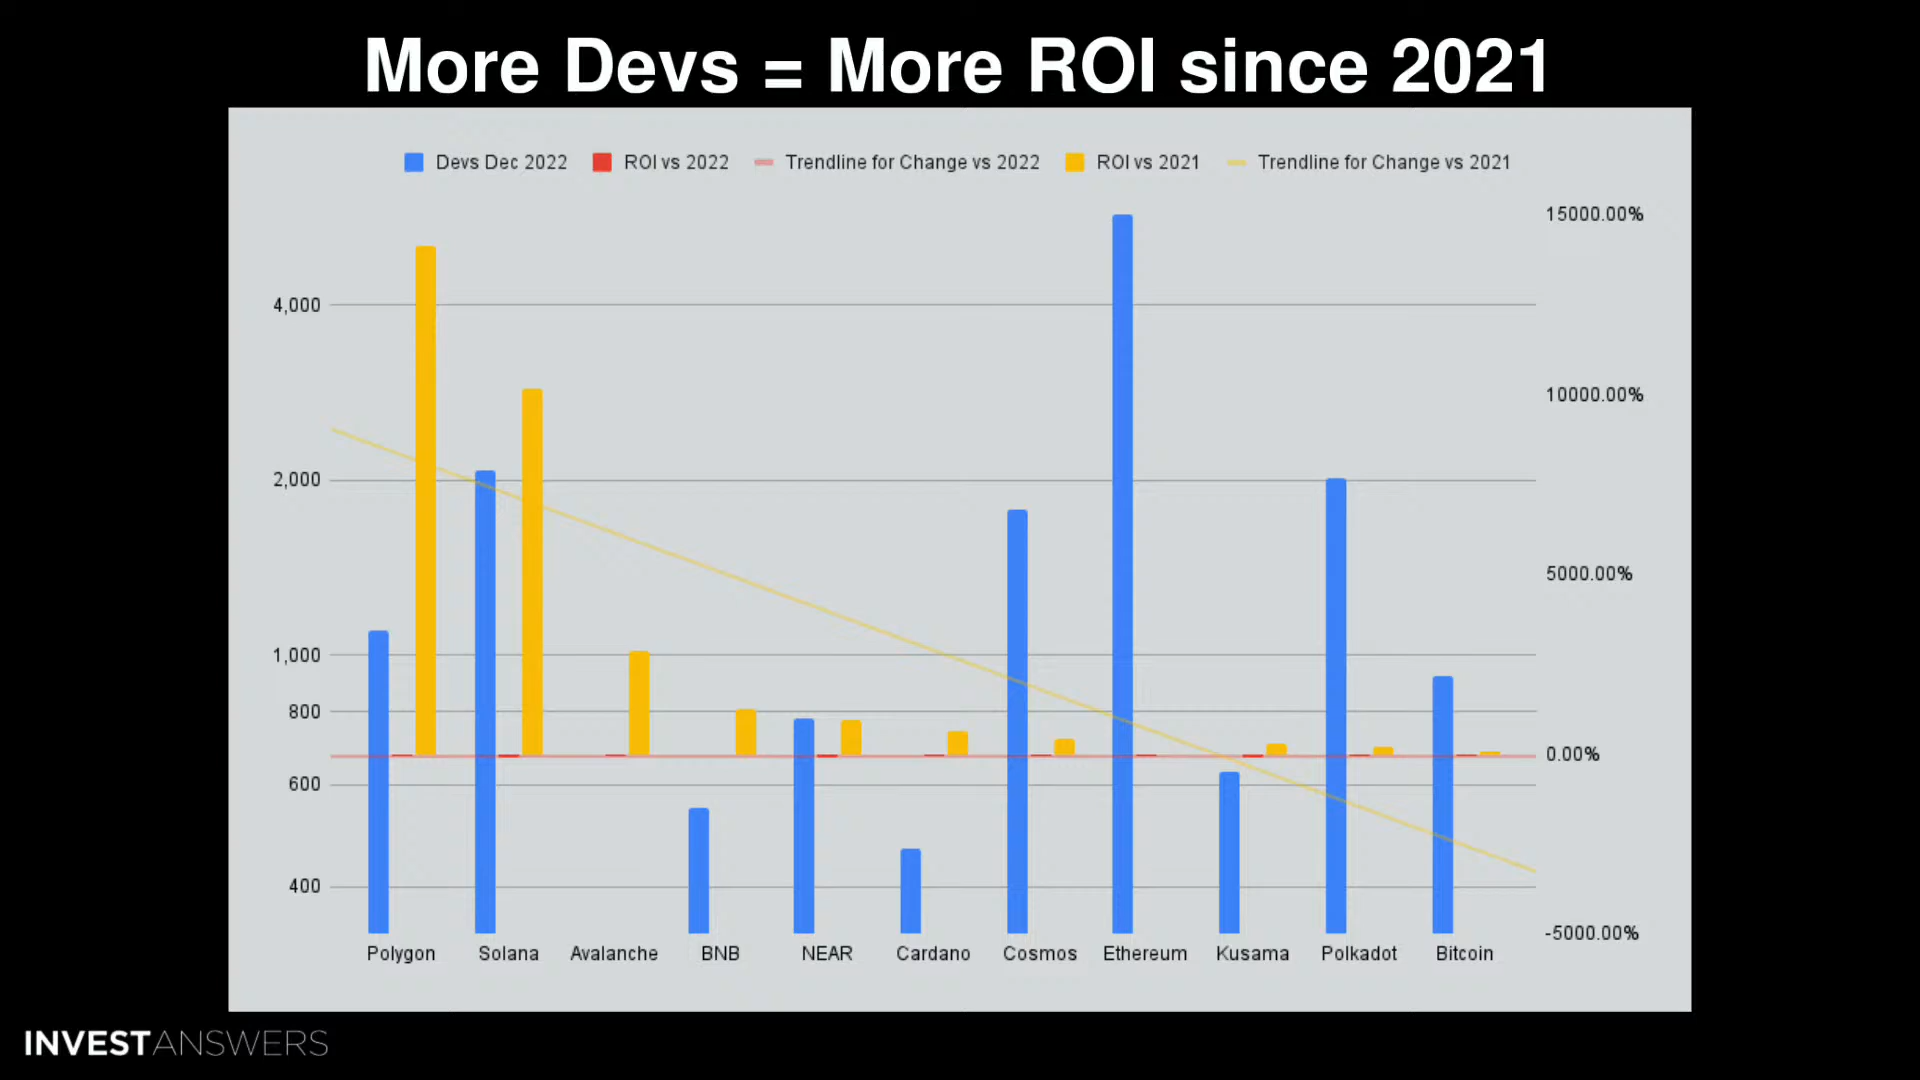 More Devs = More ROI since 2021
Devs Dec 2022 ROI vs 2022 Trendline for Change vs 2022 ROI vs 2021 Trendline for Change vs 2021
15000.00%
4,000
10000.00%
2,000
5000.00%
1,000
800
0.00%
600
400
-5000.00%
Polygon Solana Avalanche BNB NEAR Cardano Cosmos Ethereum Kusama Polkadot Bitcoin
INVESTANSWERS